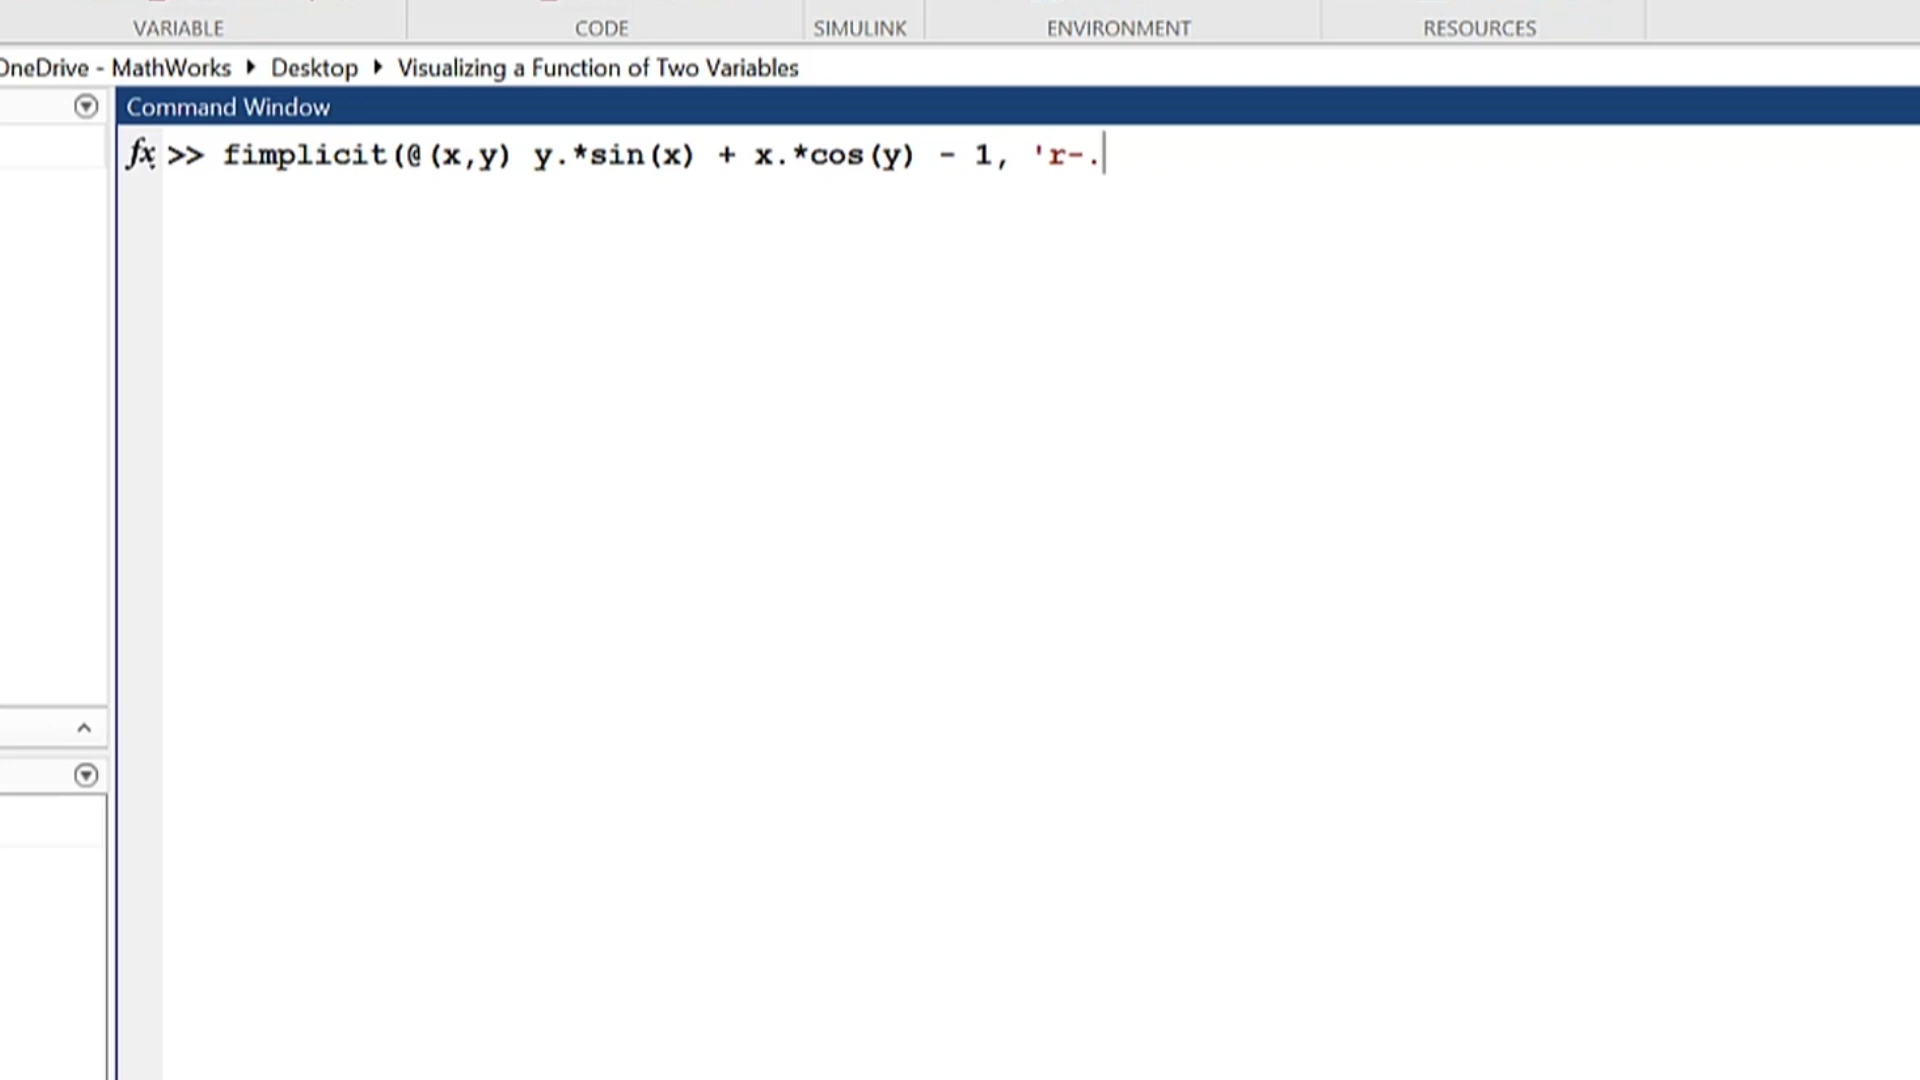 VARIABLE CODE SIMULINK ENVIRONMENT RESOURCES
OneDrive - MathWorks ▸ Desktop ▸ Visualizing a Function of Two Variables
Command Window
fx >> fimplicit(@(x,y) y.*sin(x) + x.*cos(y) - 1, 'r-.